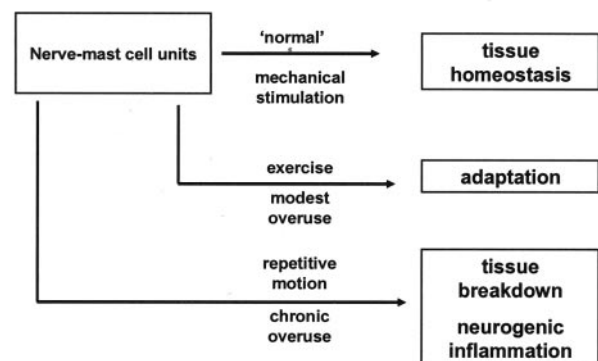 Nerve-mast cell units
'normal'
mechanical
stimulation
tissue
homeostasis
exercise
modest
overuse
adaptation
repetitive
motion
chronic
overuse
tissue
breakdown
neurogenic
inflammation